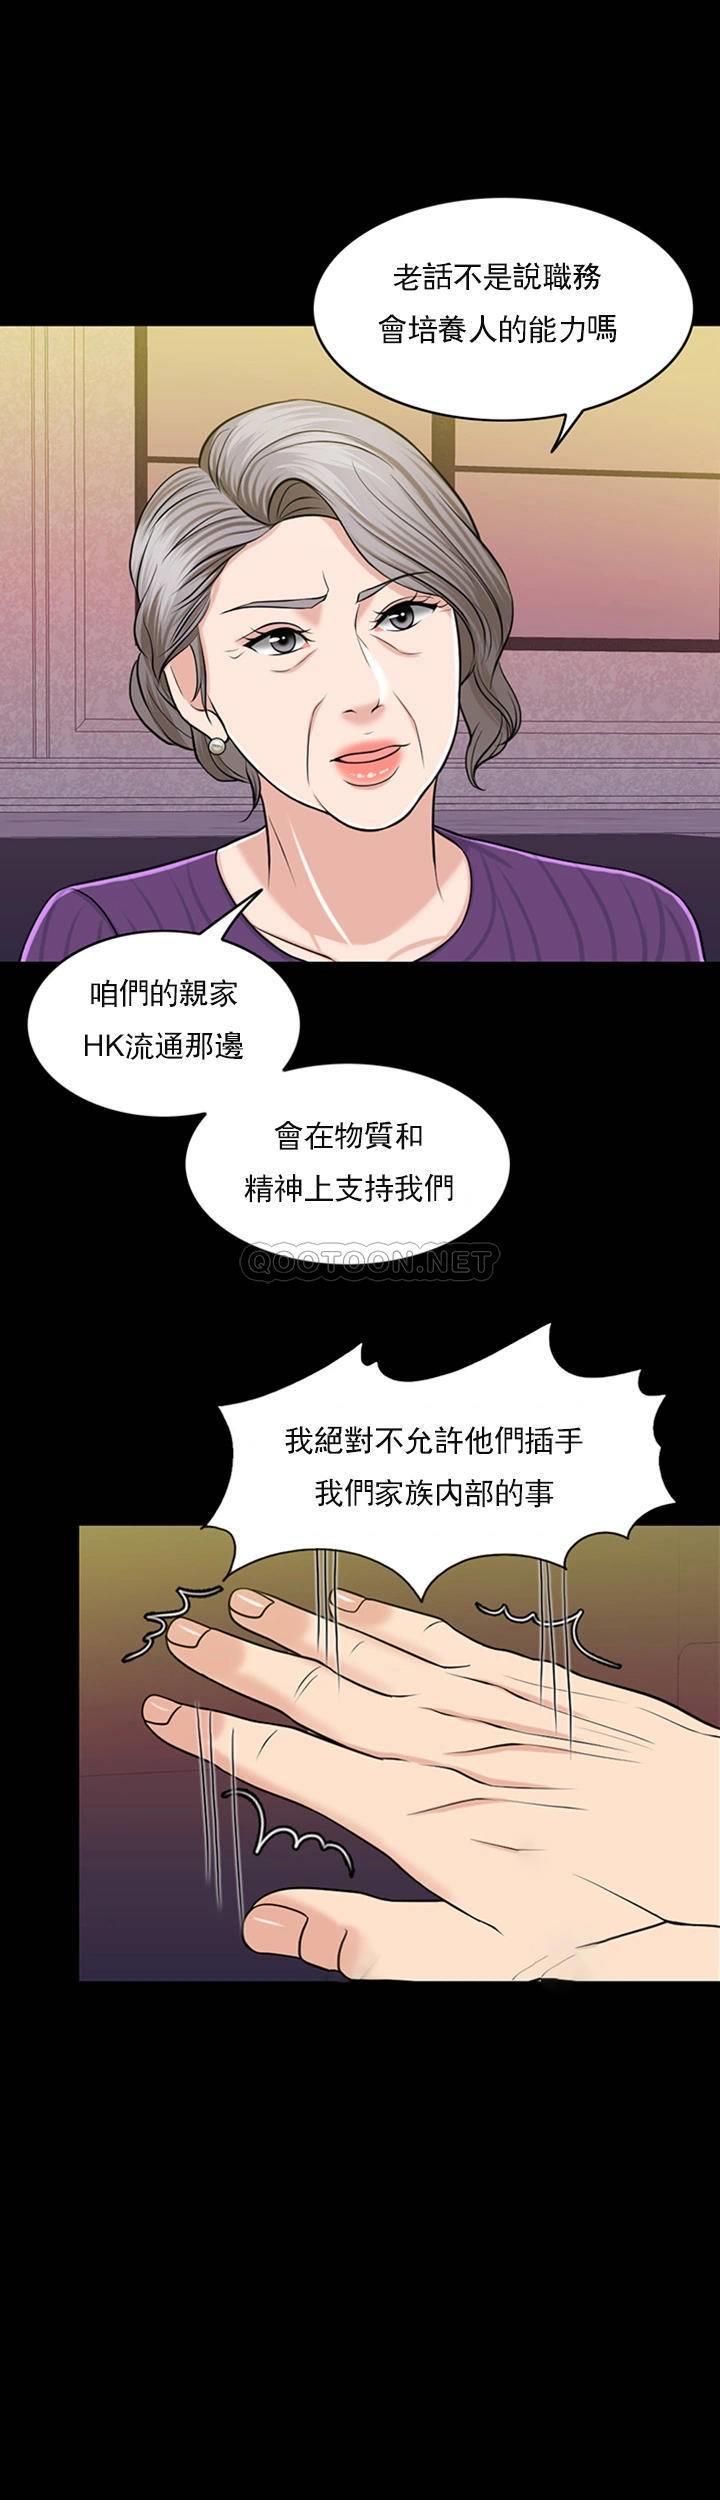 老話不是說職務
會培養人的能力嗎
咱們的親家
HK流通那邊
會在物質和
精神上支持我們
QOOTOON.NET
我絕對不允許他們插手
我們家族內部的事